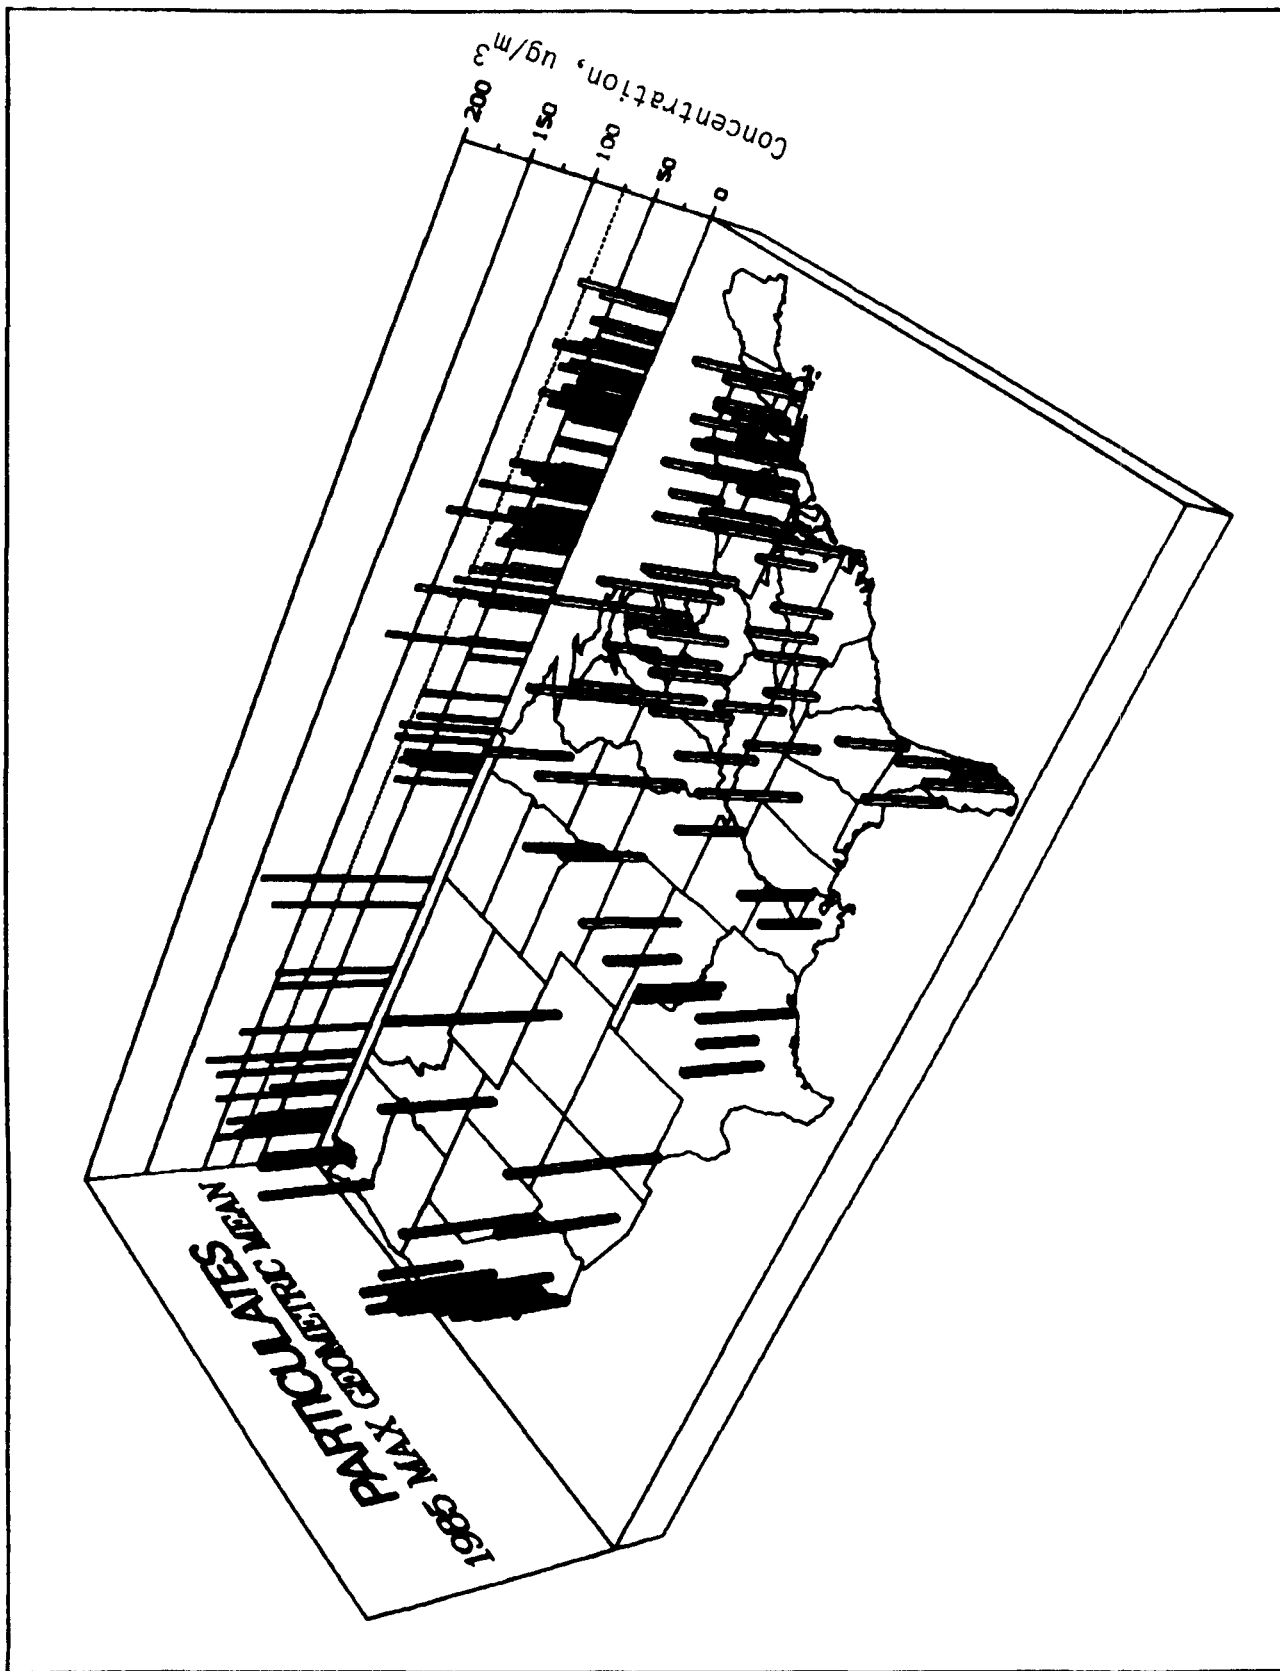 PARTICULATES
1985 MAX GEOMETRIC MEAN
200
150
100
50
0
Concentration, ug/m3